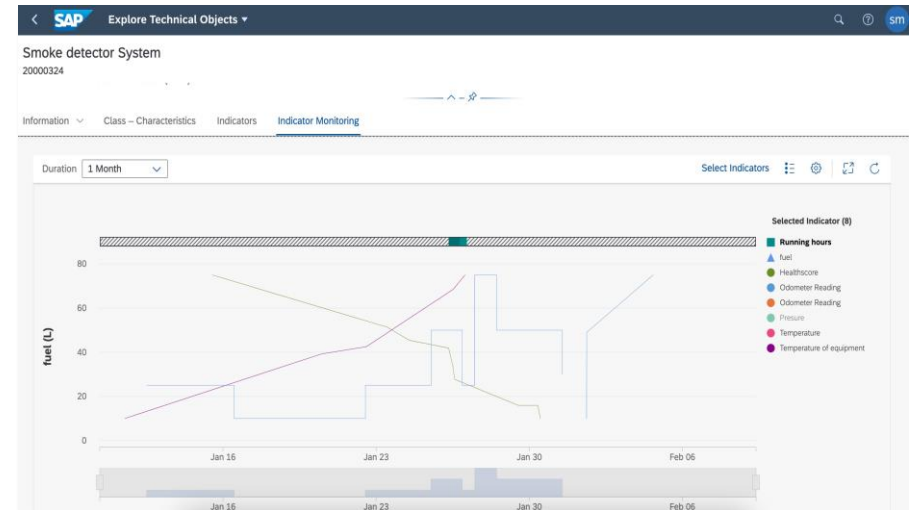 SAP Explore Technical Objects
sm
Smoke detector System
20000324
Information Class – Characteristics Indicators Indicator Monitoring
Duration 1 Month Select Indicators
Selected Indicator (8)
Running hours
fuel
Healthscore
Odometer Reading
Odometer Reading
Presure
Temperature
Temperature of equipment
fuel (L)
80
60
40
20
0
Jan 16 Jan 23 Jan 30 Feb 06
Jan 16 Jan 23 Jan 30 Feb 06